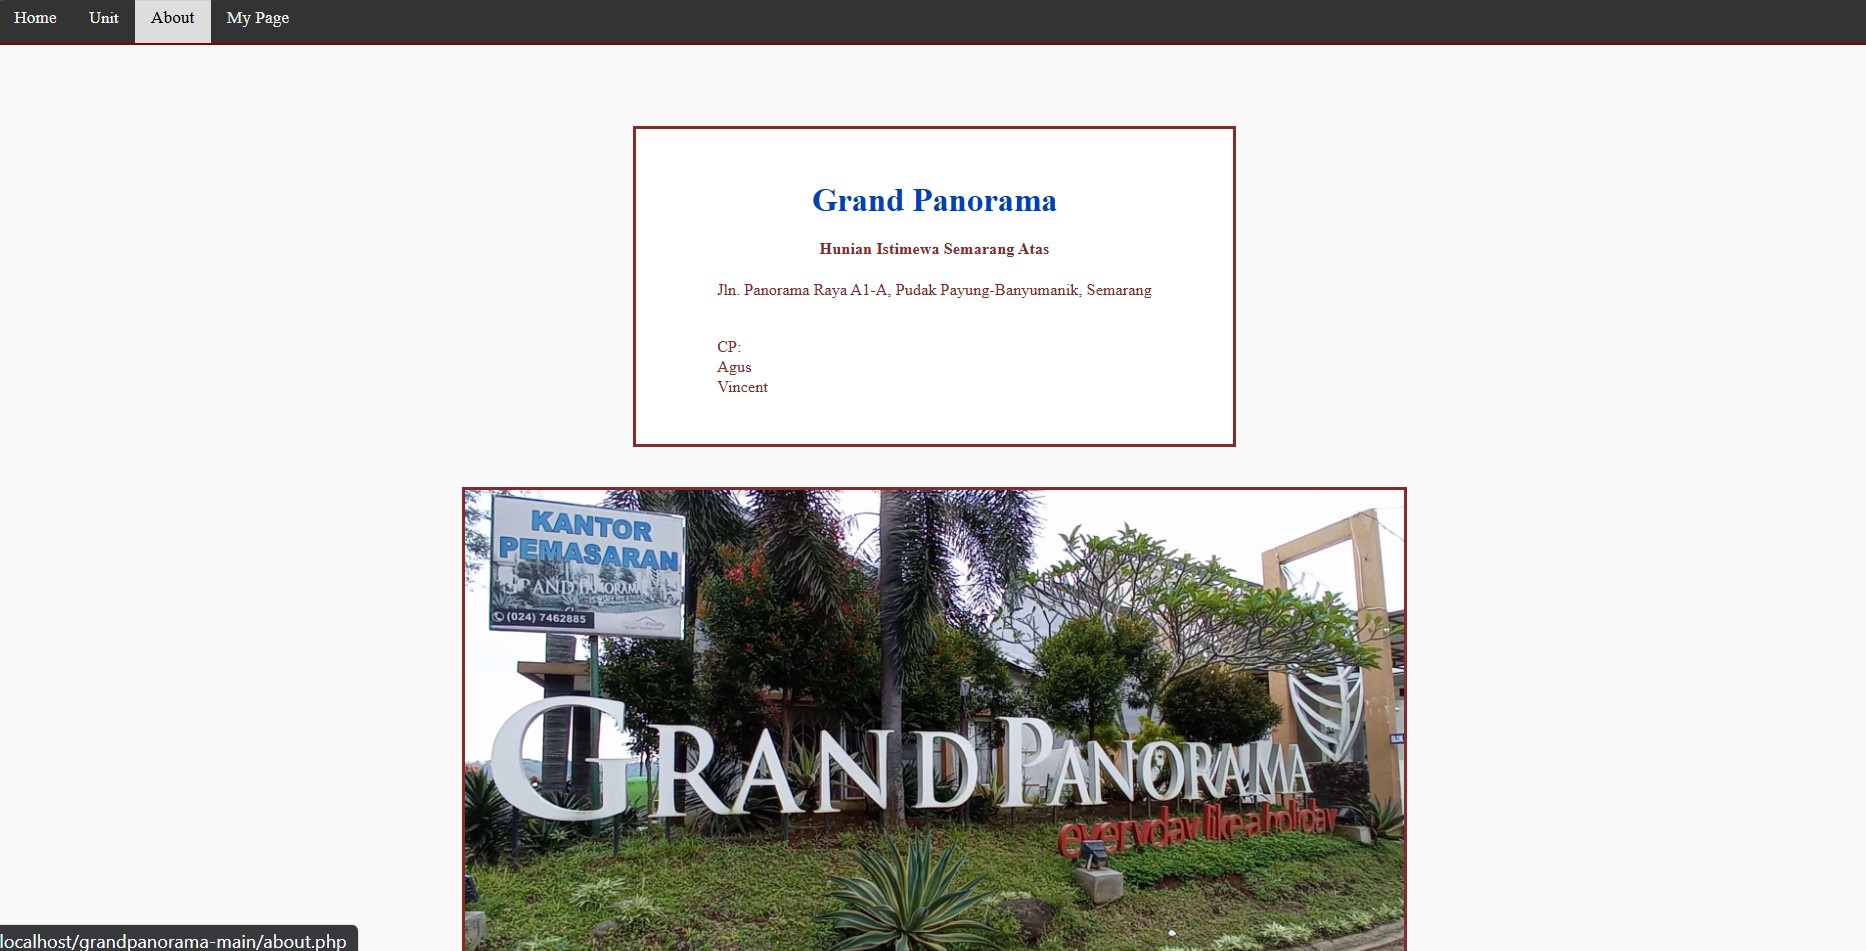 Home Unit About My Page
Grand Panorama
Hunian Istimewa Semarang Atas
Jln. Panorama Raya A1-A, Pudak Payung-Banyumanik, Semarang
CP:
Agus
Vincent
KANTOR
PEMASARAN
GRAND PANORAMA
(024) 7462885
GRAND PANORAMA
everyday like a holiday
localhost/grandpanorama-main/about.php